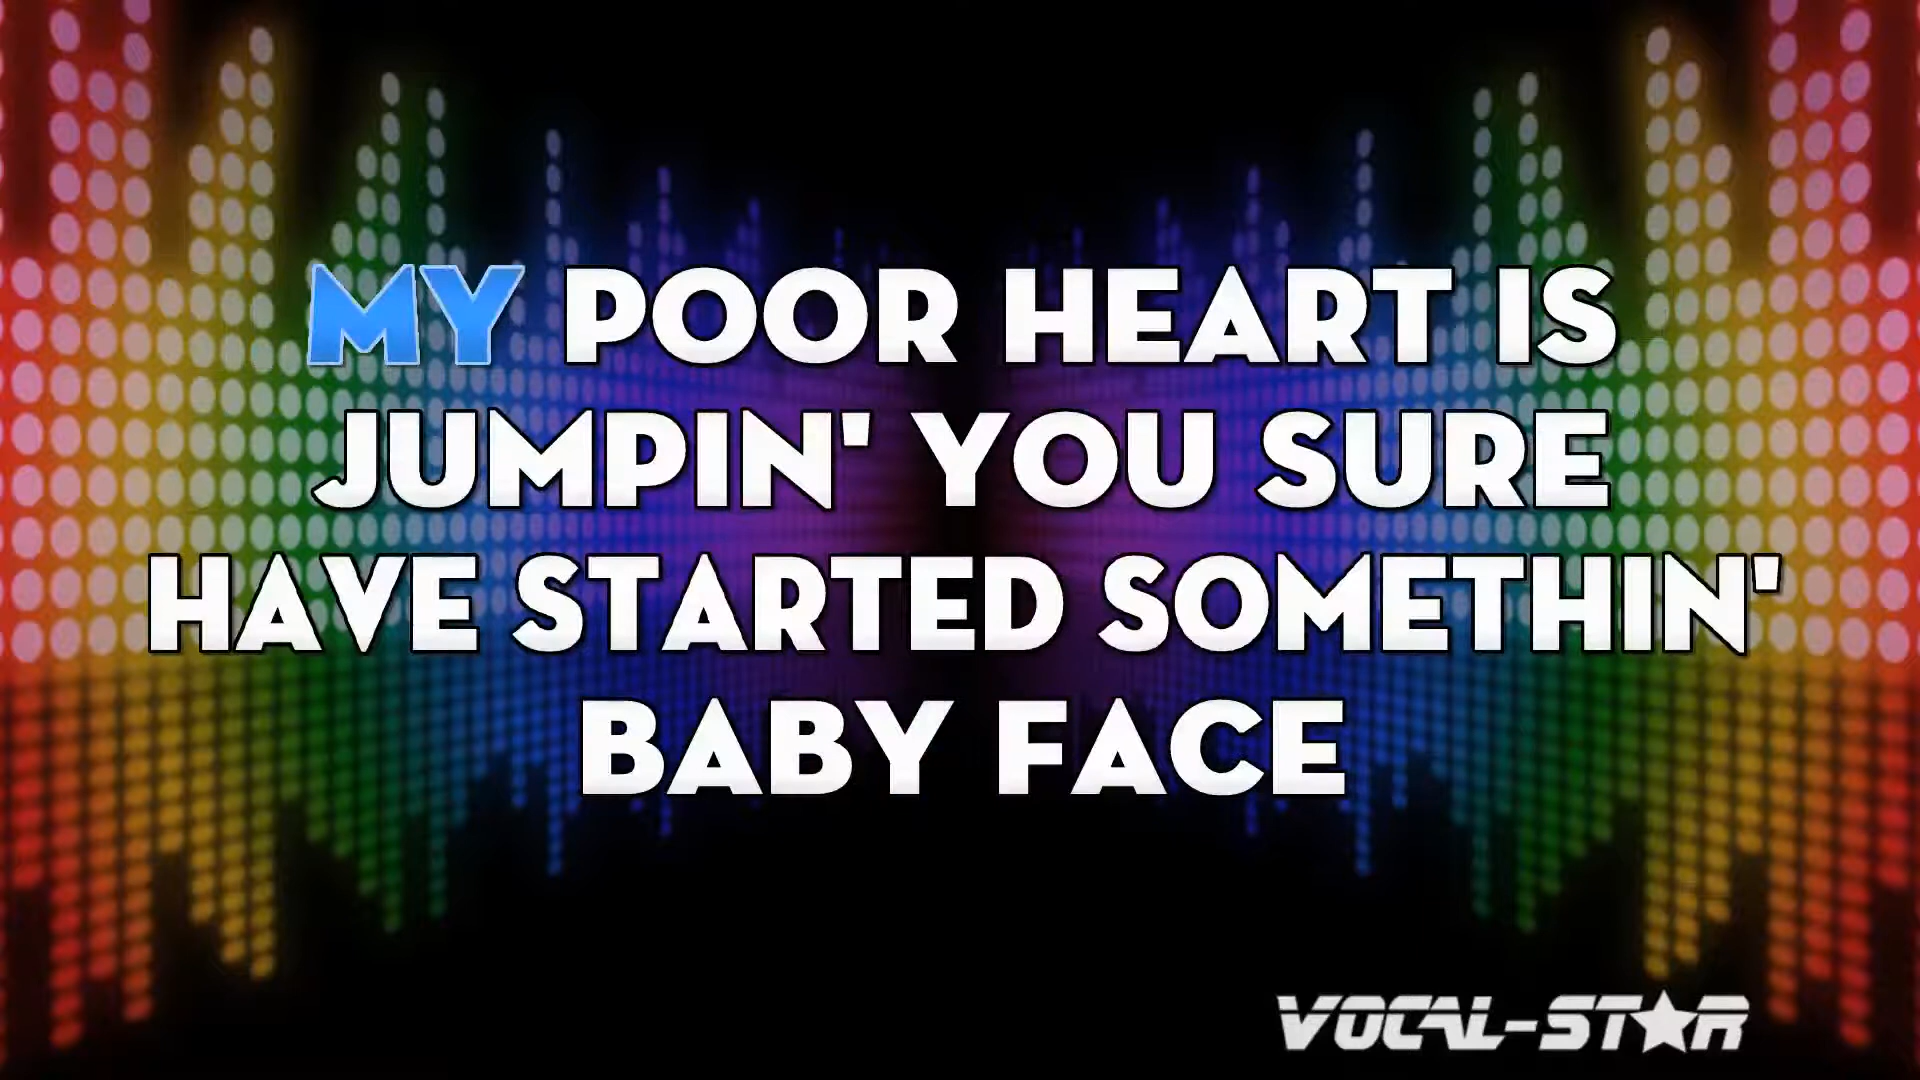 MY POOR HEART IS
JUMPIN' YOU SURE
HAVE STARTED SOMETHIN'
BABY FACE
VOCAL-STAR